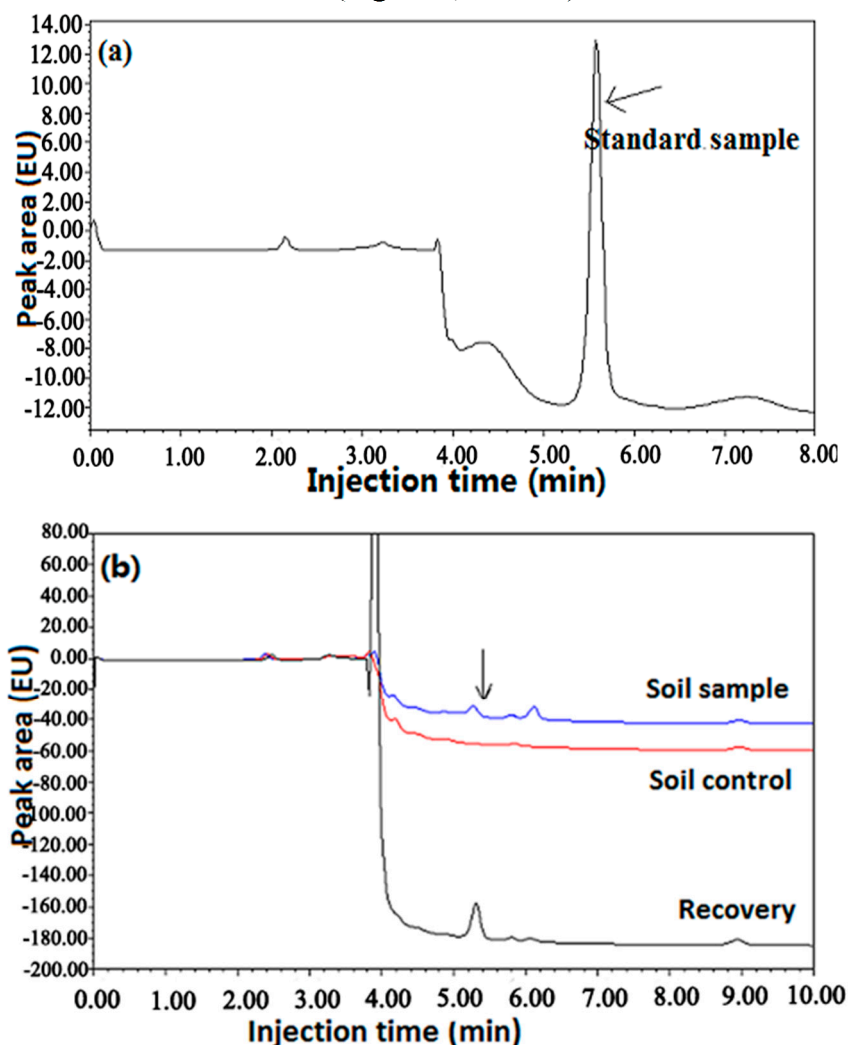 14.00
(a)
12.00
10.00
8.00
6.00
Standard sample
4.00
2.00
0.00
-2.00
-4.00
-6.00
-8.00
-10.00
-12.00
Peak area (EU)
0.00 1.00 2.00 3.00 4.00 5.00 6.00 7.00 8.00
Injection time (min)
80.00
(b)
60.00
40.00
20.00
0.00
-20.00
Soil sample
-40.00
-60.00
Soil control
-80.00
-100.00
-120.00
-140.00
-160.00
Recovery
-180.00
-200.00
Peak area (EU)
0.00 2.00 3.00 4.00 5.00 6.00 7.00 8.00 9.00 10.00
Injection time (min)